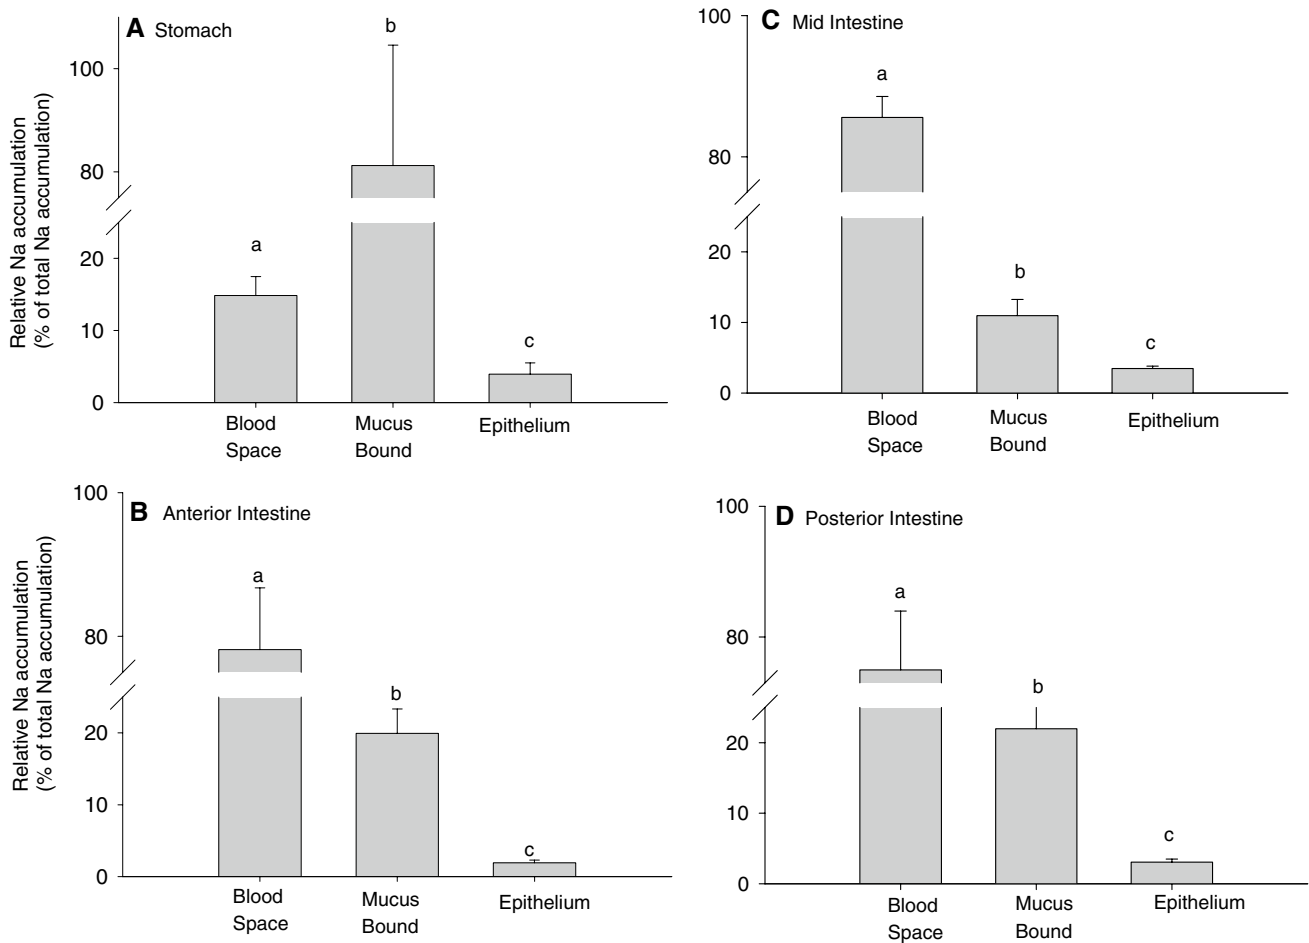 A Stomach
Relative Na accumulation
(% of total Na accumulation)
100
80
20
10
0
a
b
c
Blood
Space
Mucus
Bound
Epithelium
C Mid Intestine
100
80
20
10
0
a
b
c
Blood
Space
Mucus
Bound
Epithelium
B Anterior Intestine
Relative Na accumulation
(% of total Na accumulation)
100
80
20
10
0
a
b
c
Blood
Space
Mucus
Bound
Epithelium
D Posterior Intestine
100
80
20
10
0
a
b
c
Blood
Space
Mucus
Bound
Epithelium